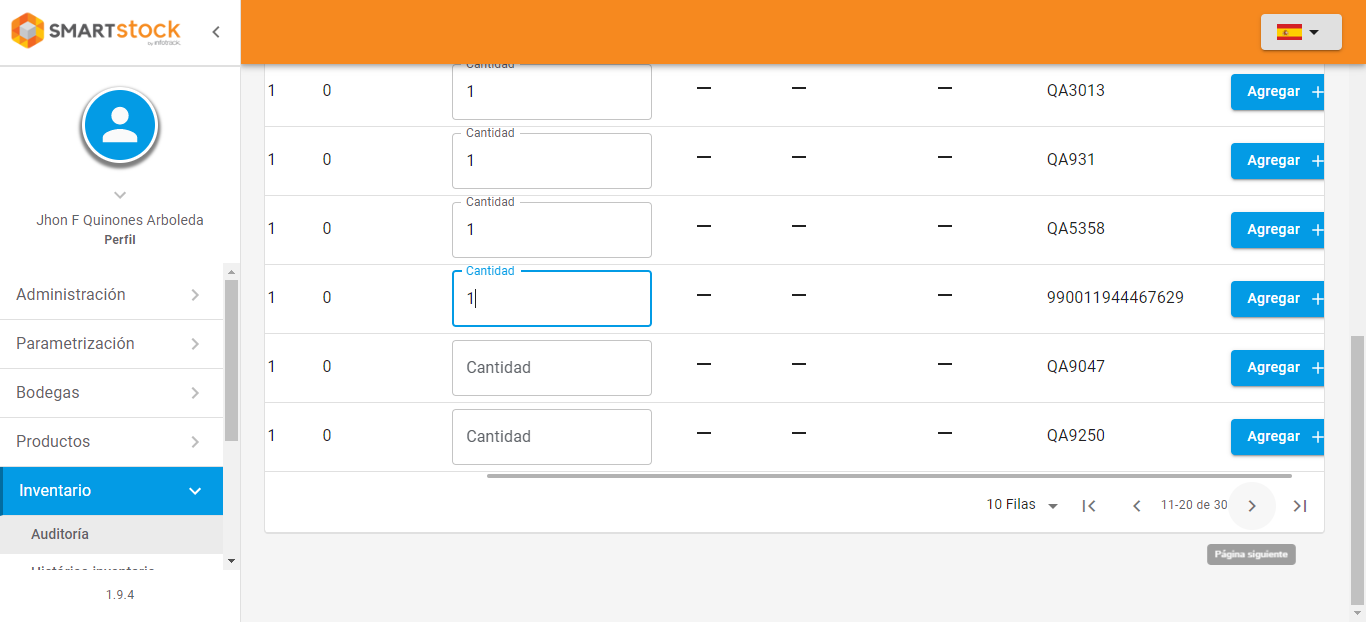 SMARTstock
by infotrack.
Jhon F Quinones Arboleda
Perfil
Administración
Parametrización
Bodegas
Productos
Inventario
Auditoría
Histórico inventario
1.9.4
Cantidad
1 0 1 — — — QA3013 Agregar +
Cantidad
1 0 1 — — — QA931 Agregar +
Cantidad
1 0 1 — — — QA5358 Agregar +
Cantidad
1 0 1 — — — 990011944467629 Agregar +
1 0 Cantidad — — — QA9047 Agregar +
1 0 Cantidad — — — QA9250 Agregar +
10 Filas 11-20 de 30
Página siguiente